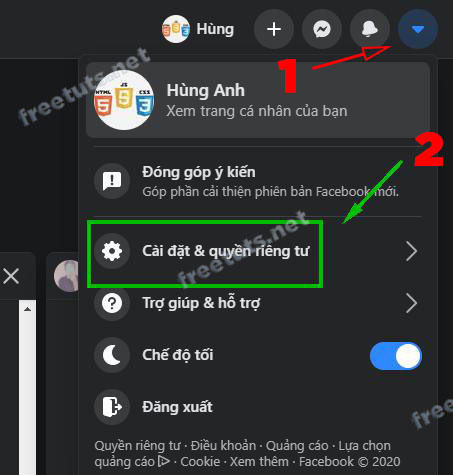 Hùng
1
HTML JS CSS
Hùng Anh
Xem trang cá nhân của bạn
Đóng góp ý kiến
Góp phần cải thiện phiên bản Facebook mới.
2
Cài đặt & quyền riêng tư
Trợ giúp & hỗ trợ
Chế độ tối
Đăng xuất
Quyền riêng tư · Điều khoản · Quảng cáo · Lựa chọn
quảng cáo · Cookie · Xem thêm · Facebook © 2020
freetuts.net
freetuts.net
freetuts